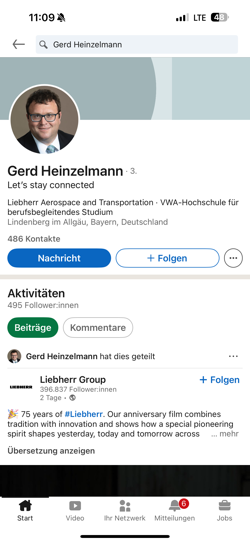 11:09
LTE
48
Gerd Heinzelmann
Gerd Heinzelmann · 3.
Let's stay connected
Liebherr Aerospace and Transportation · VWA-Hochschule für
berufsbegleitendes Studium
Lindenberg im Allgäu, Bayern, Deutschland
486 Kontakte
Nachricht
+ Folgen
Aktivitäten
495 Follower:innen
Beiträge
Kommentare
Gerd Heinzelmann hat dies geteilt
LIEBHERR
Liebherr Group
396.837 Follower:innen
2 Tage •
+ Folgen
🎉 75 years of #Liebherr. Our anniversary film combines
tradition with innovation and shows how a special pioneering
spirit shapes yesterday, today and tomorrow across ... mehr
Übersetzung anzeigen
6
Start
Video
Ihr Netzwerk
Mitteilungen
Jobs